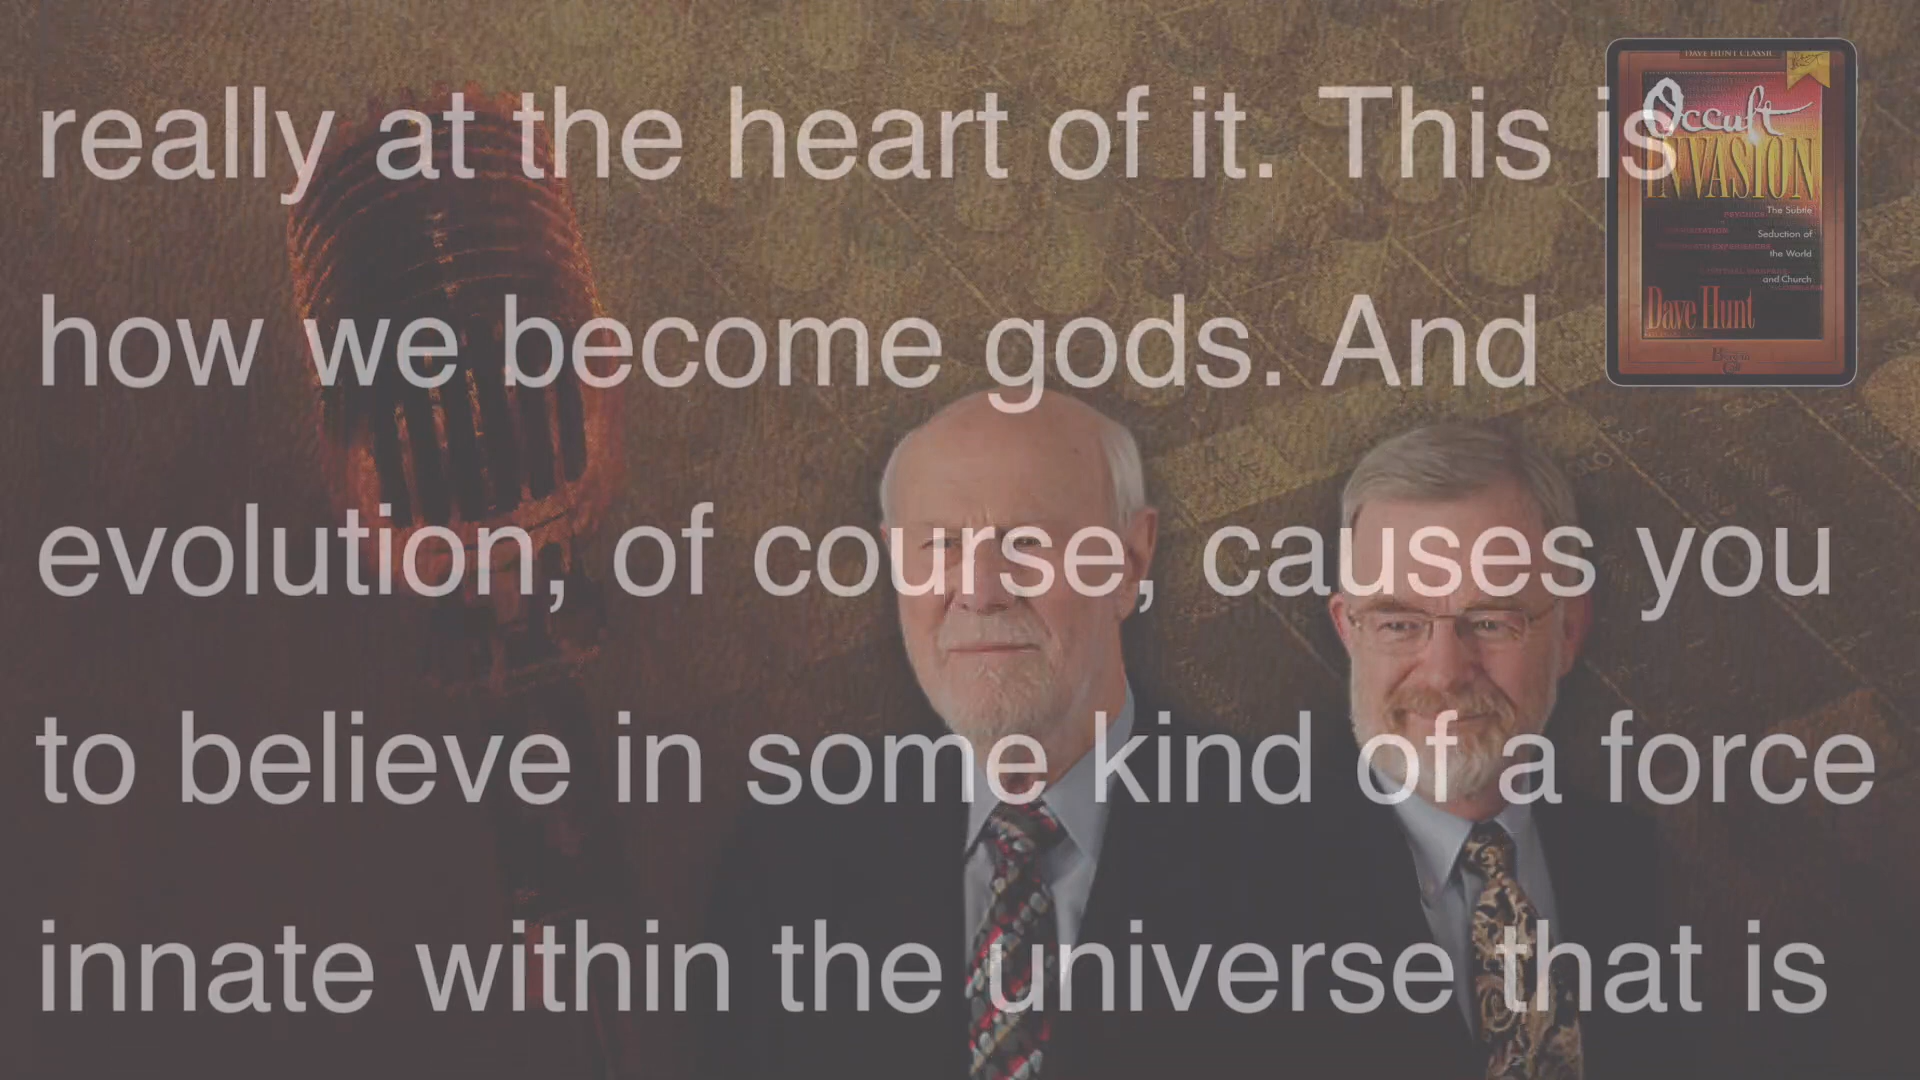 really at the heart of it. This is
how we become gods. And
evolution, of course, causes you
to believe in some kind of a force
innate within the universe that is
DAVE HUNT CLASSIC
Occult
INVASION
The Subtle
Seduction of
the World
and Church
Dave Hunt